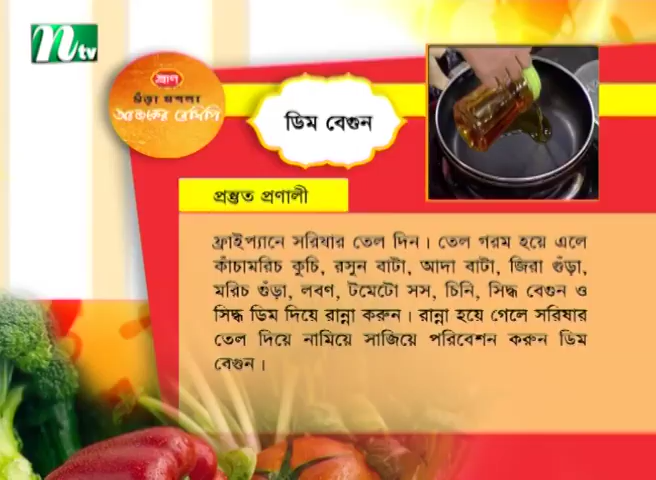 ntv
প্রাণ
গুঁড়া মশলা
আজকের রেসিপি
ডিম বেগুন
প্রস্তুত প্রণালী
ফ্রাইপ্যানে সরিষার তেল দিন। তেল গরম হয়ে এলে
কাঁচামরিচ কুচি, রসুন বাটা, আদা বাটা, জিরা গুঁড়া,
মরিচ গুঁড়া, লবণ, টমেটো সস, চিনি, সিদ্ধ বেগুন ও
সিদ্ধ ডিম দিয়ে রান্না করুন। রান্না হয়ে গেলে সরিষার
তেল দিয়ে নামিয়ে সাজিয়ে পরিবেশন করুন ডিম
বেগুন।